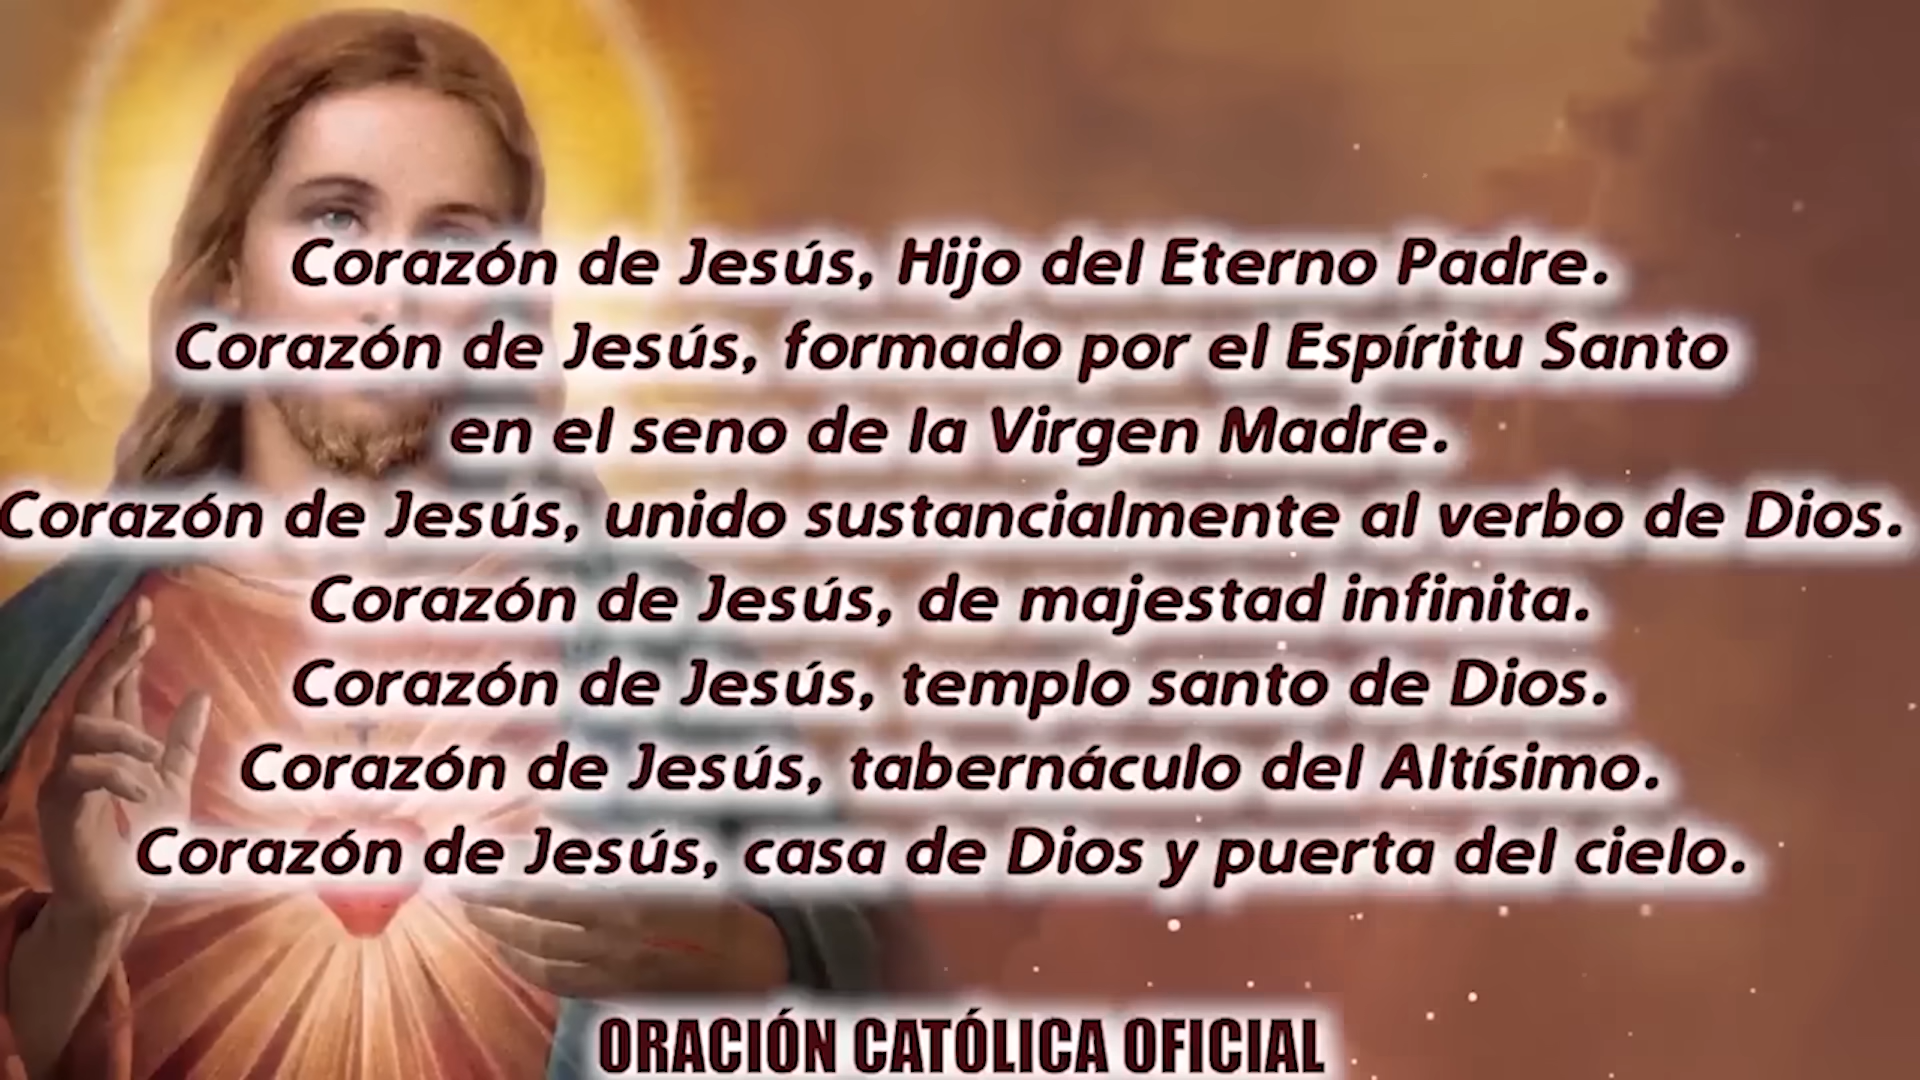 Corazón de Jesús, Hijo del Eterno Padre.
Corazón de Jesús, formado por el Espíritu Santo
en el seno de la Virgen Madre.
Corazón de Jesús, unido sustancialmente al verbo de Dios.
Corazón de Jesús, de majestad infinita.
Corazón de Jesús, templo santo de Dios.
Corazón de Jesús, tabernáculo del Altísimo.
Corazón de Jesús, casa de Dios y puerta del cielo.
ORACIÓN CATÓLICA OFICIAL